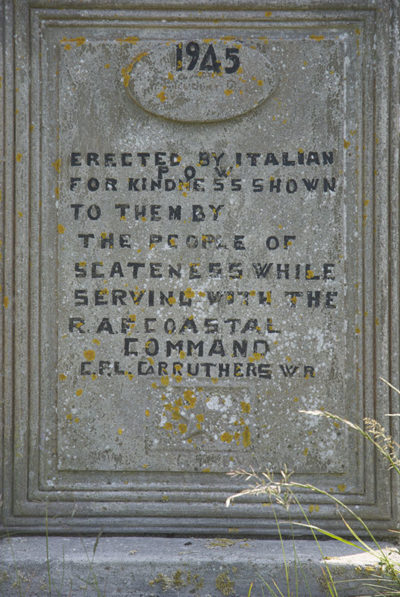 1945
ERECTED BY ITALIAN
P.O.W.
FOR KINDNESS SHOWN
TO THEM BY
THE PEOPLE OF
SCATENESS WHILE
SERVING WITH THE
R.A.F. COASTAL
COMMAND
C.P.L. CARRUTHERS W.R